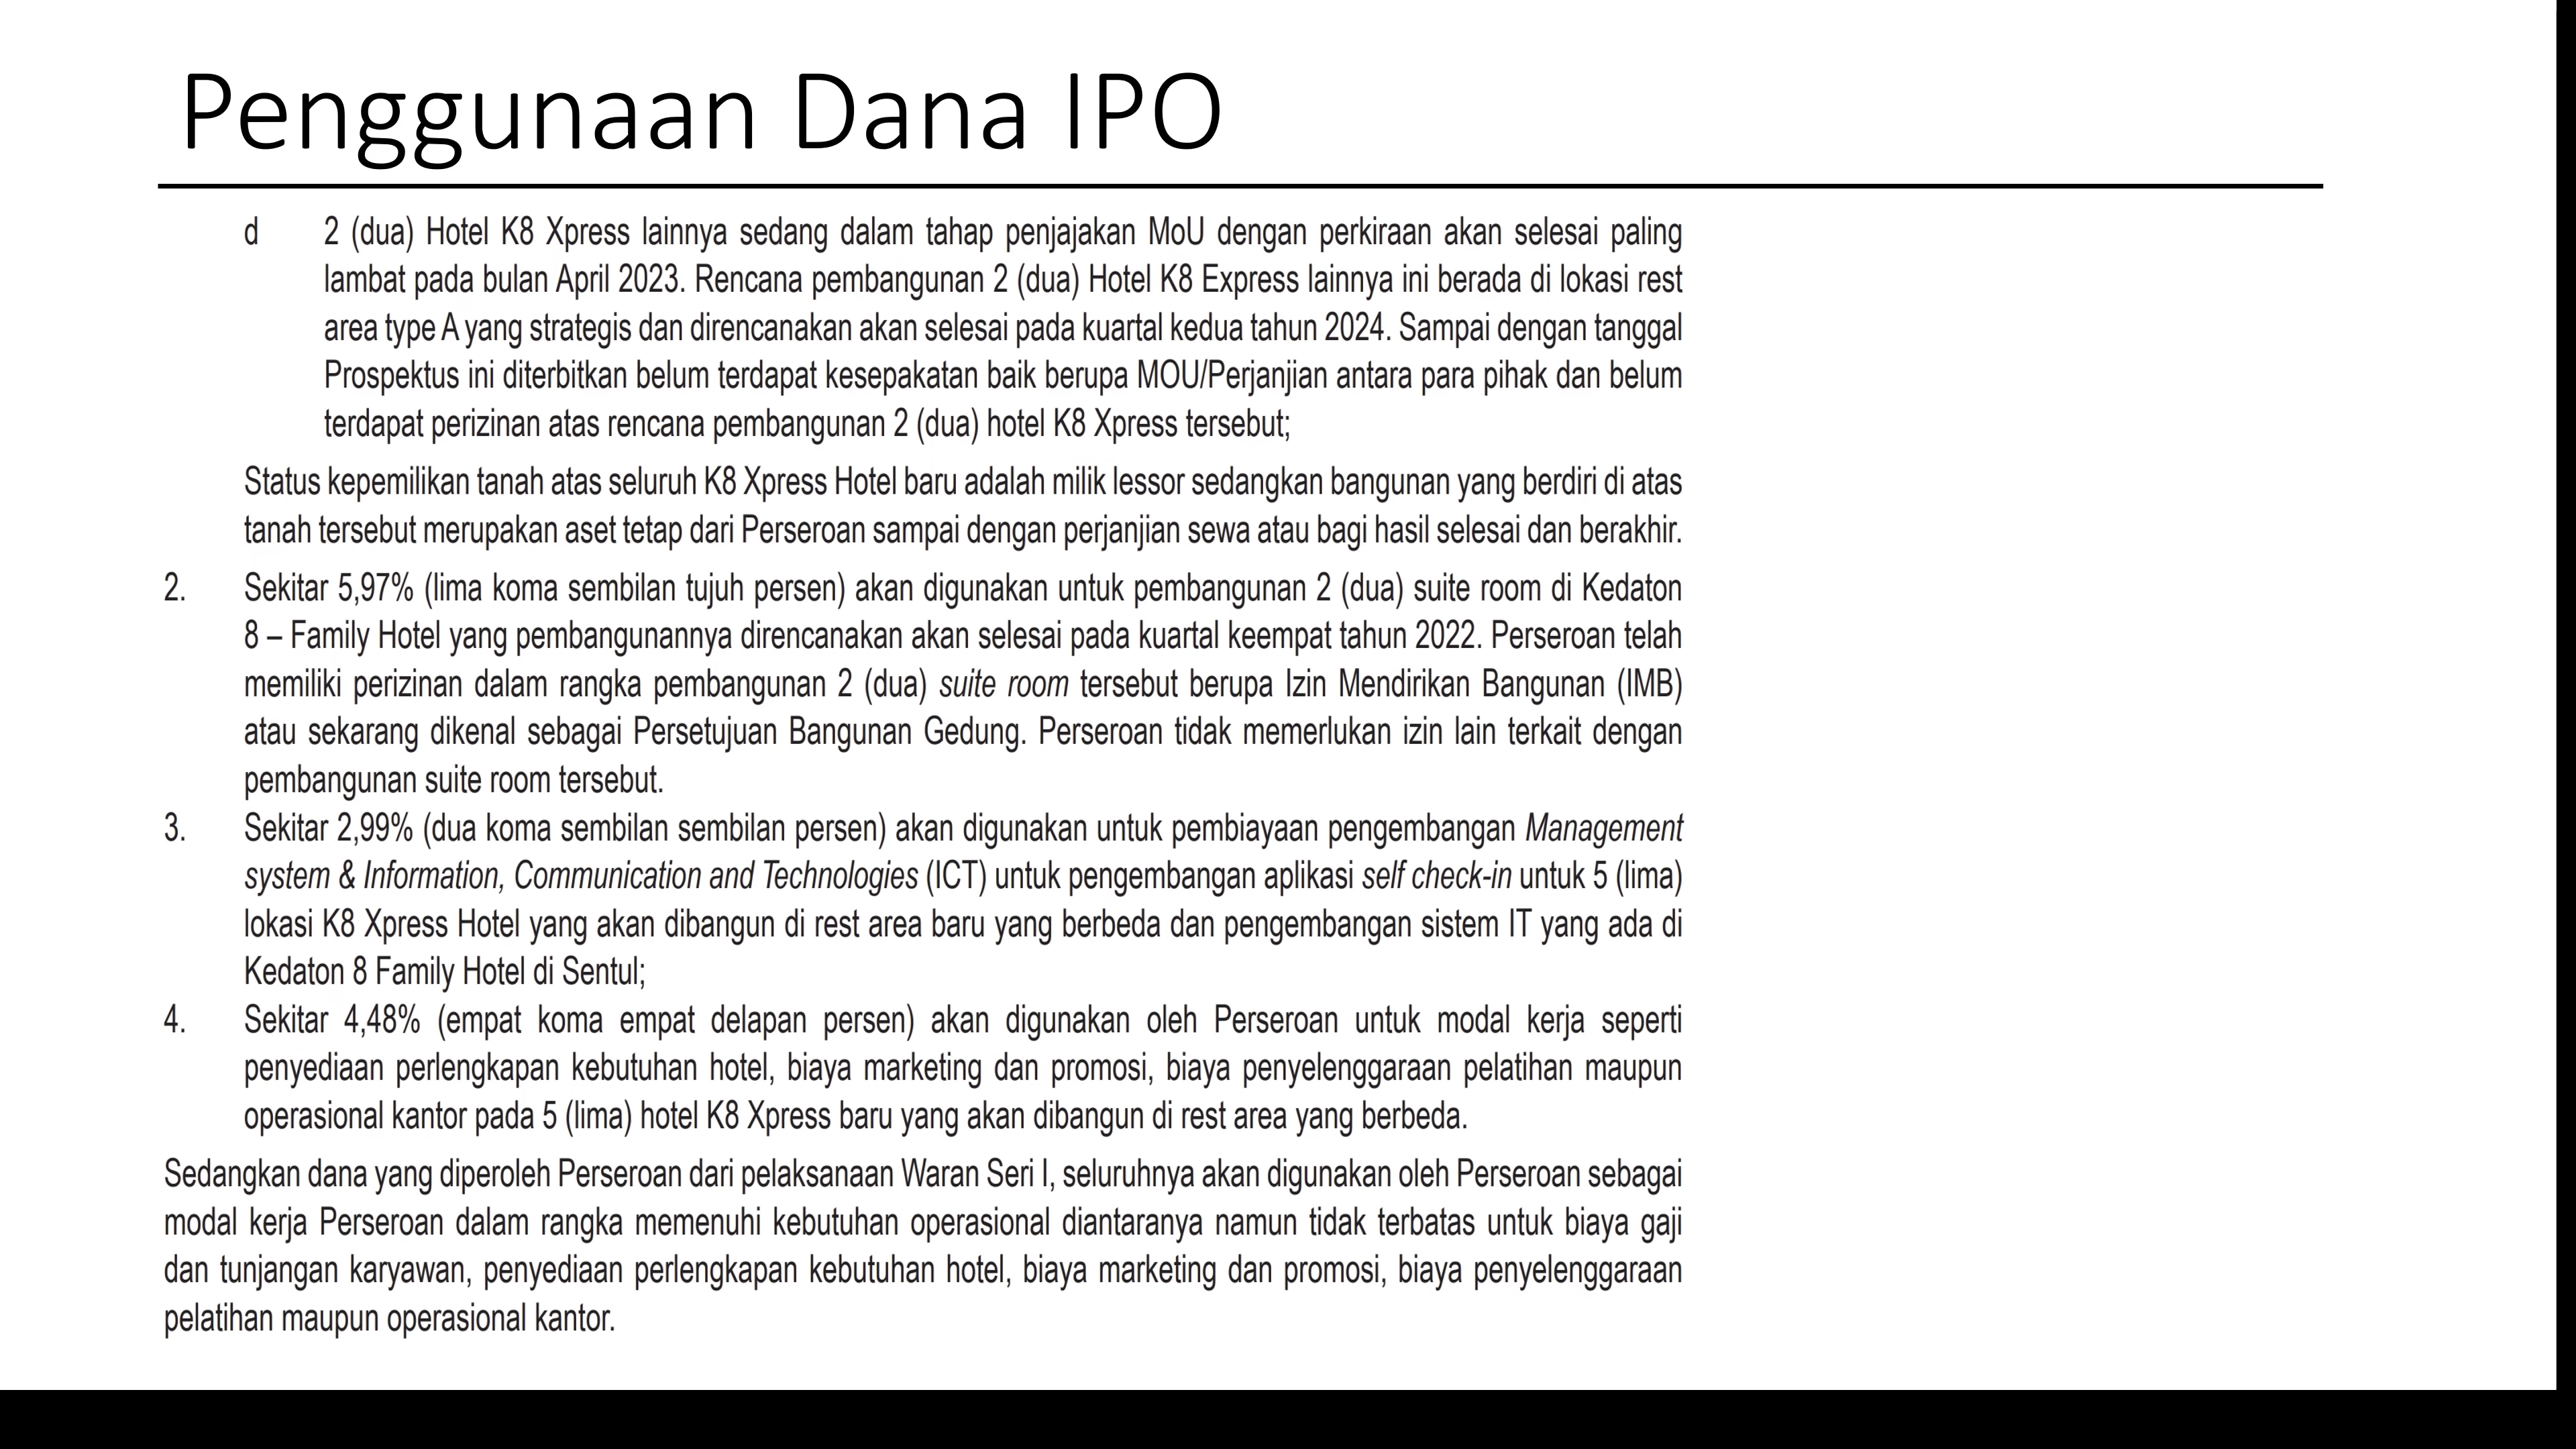 Penggunaan Dana IPO
d 2 (dua) Hotel K8 Xpress lainnya sedang dalam tahap penjajakan MoU dengan perkiraan akan selesai paling
lambat pada bulan April 2023. Rencana pembangunan 2 (dua) Hotel K8 Express lainnya ini berada di lokasi rest
area type A yang strategis dan direncanakan akan selesai pada kuartal kedua tahun 2024. Sampai dengan tanggal
Prospektus ini diterbitkan belum terdapat kesepakatan baik berupa MOU/Perjanjian antara para pihak dan belum
terdapat perizinan atas rencana pembangunan 2 (dua) hotel K8 Xpress tersebut;
Status kepemilikan tanah atas seluruh K8 Xpress Hotel baru adalah milik lessor sedangkan bangunan yang berdiri di atas
tanah tersebut merupakan aset tetap dari Perseroan sampai dengan perjanjian sewa atau bagi hasil selesai dan berakhir.
2. Sekitar 5,97% (lima koma sembilan tujuh persen) akan digunakan untuk pembangunan 2 (dua) suite room di Kedaton
8 – Family Hotel yang pembangunannya direncanakan akan selesai pada kuartal keempat tahun 2022. Perseroan telah
memiliki perizinan dalam rangka pembangunan 2 (dua) suite room tersebut berupa Izin Mendirikan Bangunan (IMB)
atau sekarang dikenal sebagai Persetujuan Bangunan Gedung. Perseroan tidak memerlukan izin lain terkait dengan
pembangunan suite room tersebut.
3. Sekitar 2,99% (dua koma sembilan sembilan persen) akan digunakan untuk pembiayaan pengembangan Management
system & Information, Communication and Technologies (ICT) untuk pengembangan aplikasi self check-in untuk 5 (lima)
lokasi K8 Xpress Hotel yang akan dibangun di rest area baru yang berbeda dan pengembangan sistem IT yang ada di
Kedaton 8 Family Hotel di Sentul;
4. Sekitar 4,48% (empat koma empat delapan persen) akan digunakan oleh Perseroan untuk modal kerja seperti
penyediaan perlengkapan kebutuhan hotel, biaya marketing dan promosi, biaya penyelenggaraan pelatihan maupun
operasional kantor pada 5 (lima) hotel K8 Xpress baru yang akan dibangun di rest area yang berbeda.
Sedangkan dana yang diperoleh Perseroan dari pelaksanaan Waran Seri I, seluruhnya akan digunakan oleh Perseroan sebagai
modal kerja Perseroan dalam rangka memenuhi kebutuhan operasional diantaranya namun tidak terbatas untuk biaya gaji
dan tunjangan karyawan, penyediaan perlengkapan kebutuhan hotel, biaya marketing dan promosi, biaya penyelenggaraan
pelatihan maupun operasional kantor.